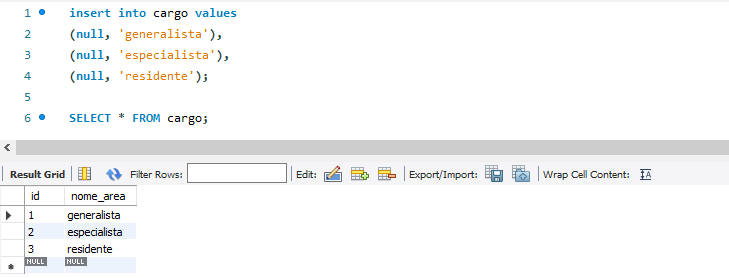 1 insert into cargo values
2 (null, 'generalista'),
3 (null, 'especialista'),
4 (null, 'residente');
5
6 SELECT * FROM cargo;
Result Grid Filter Rows: Edit: Export/Import: Wrap Cell Content: IA
id nome_area
1 generalista
2 especialista
3 residente
NULL NULL